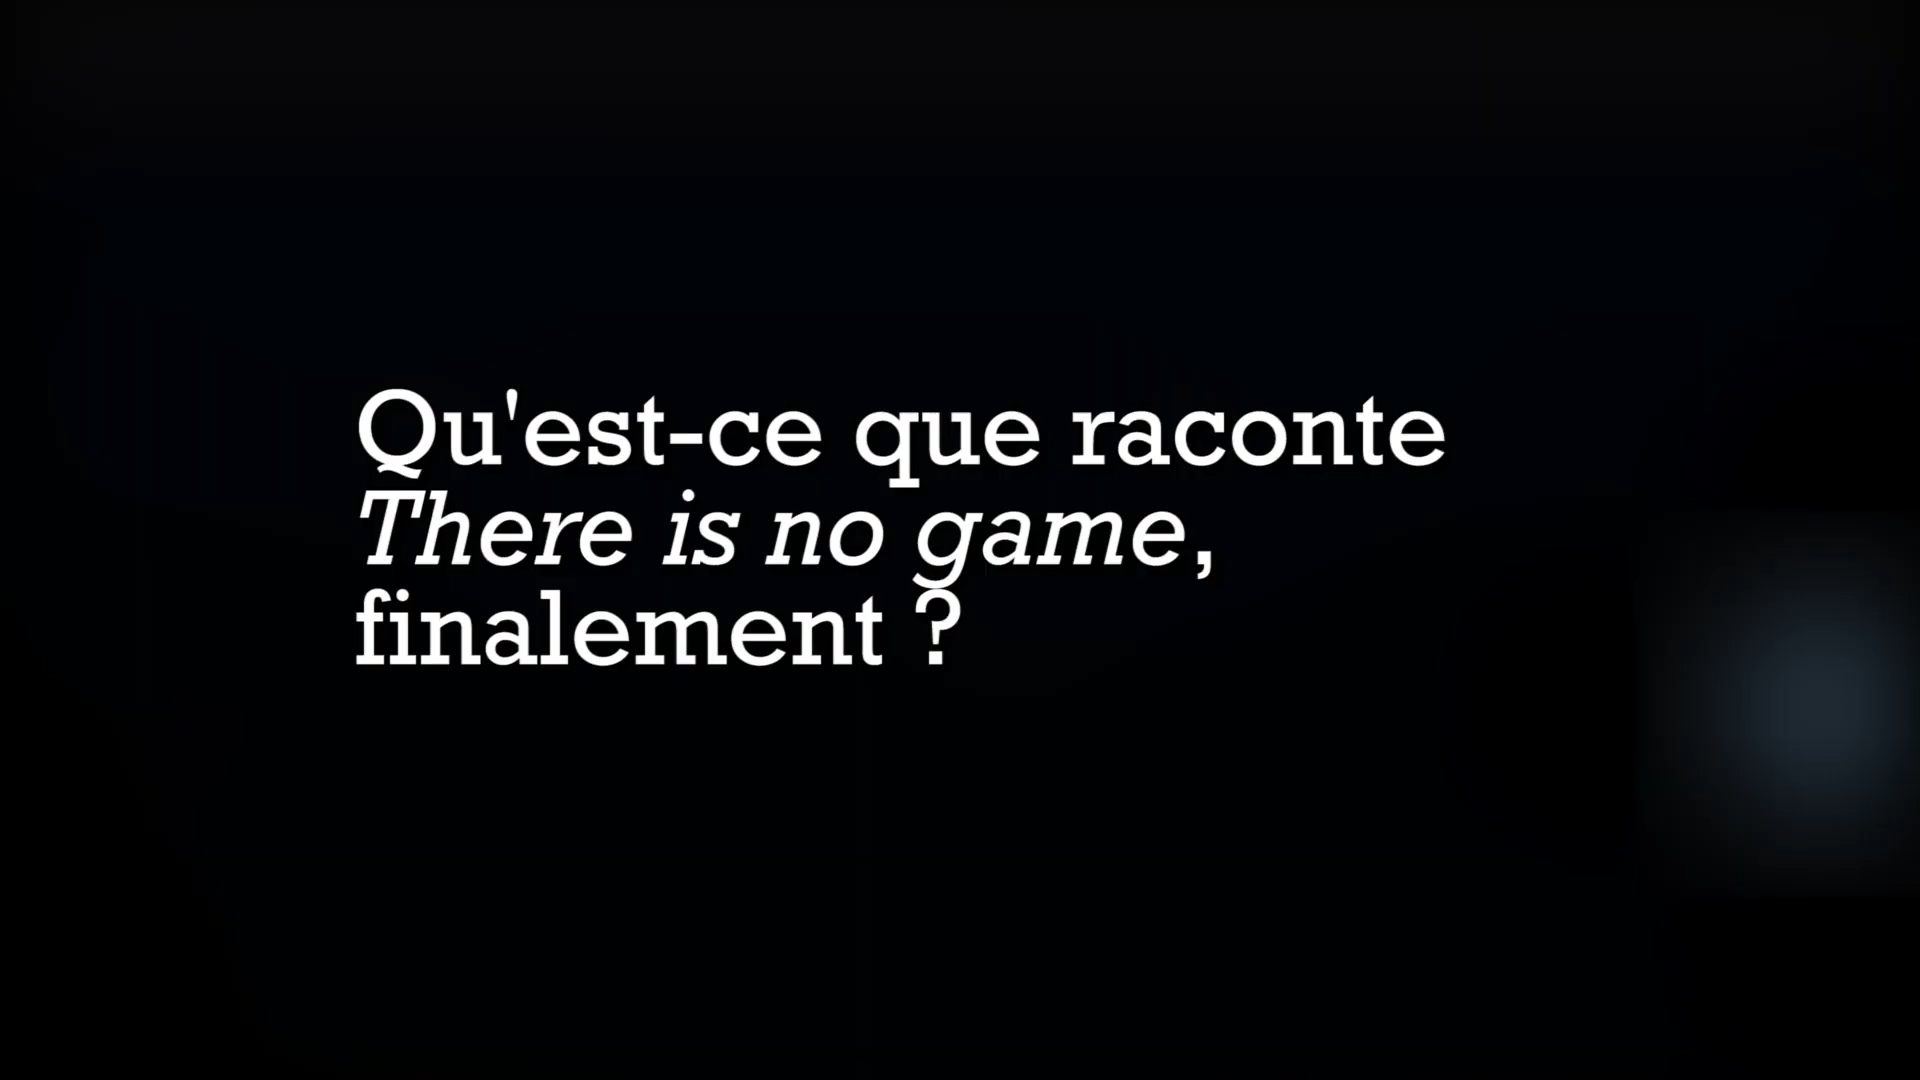 Qu'est-ce que raconte
There is no game,
finalement ?